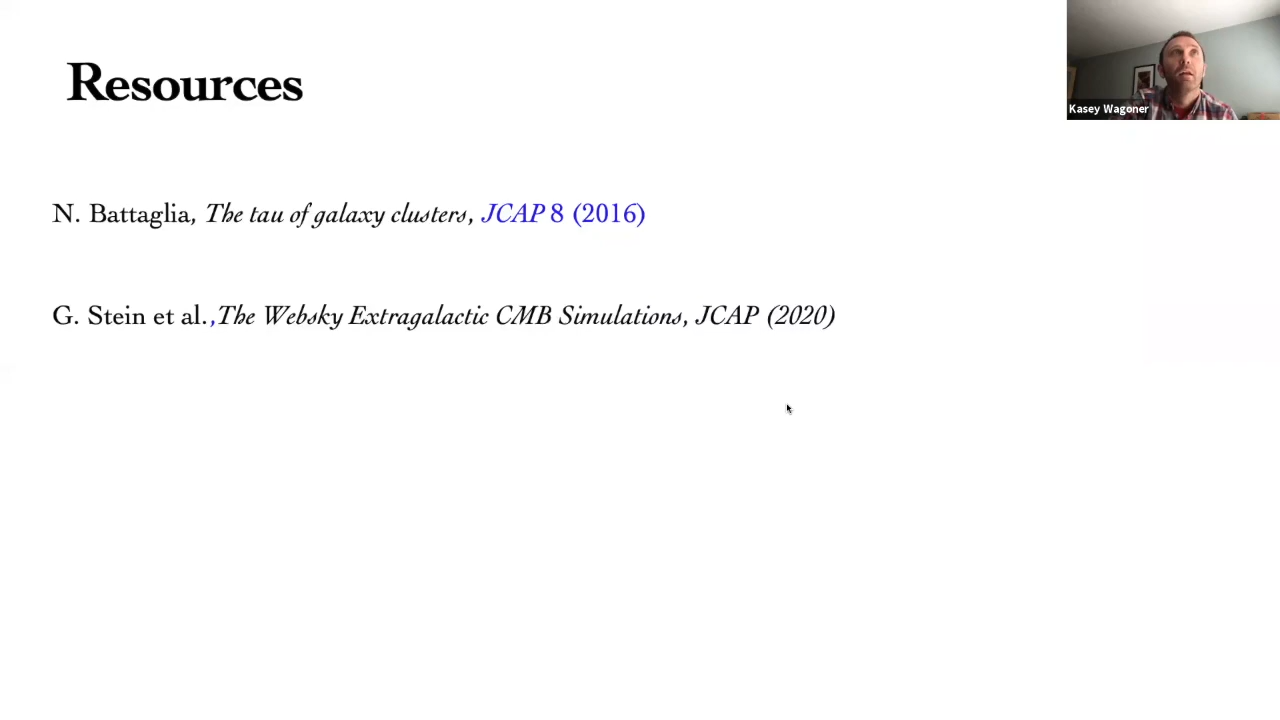 Resources
Kasey Wagoner
N. Battaglia, The tau of galaxy clusters, JCAP 8 (2016)
G. Stein et al.,The Websky Extragalactic CMB Simulations, JCAP (2020)